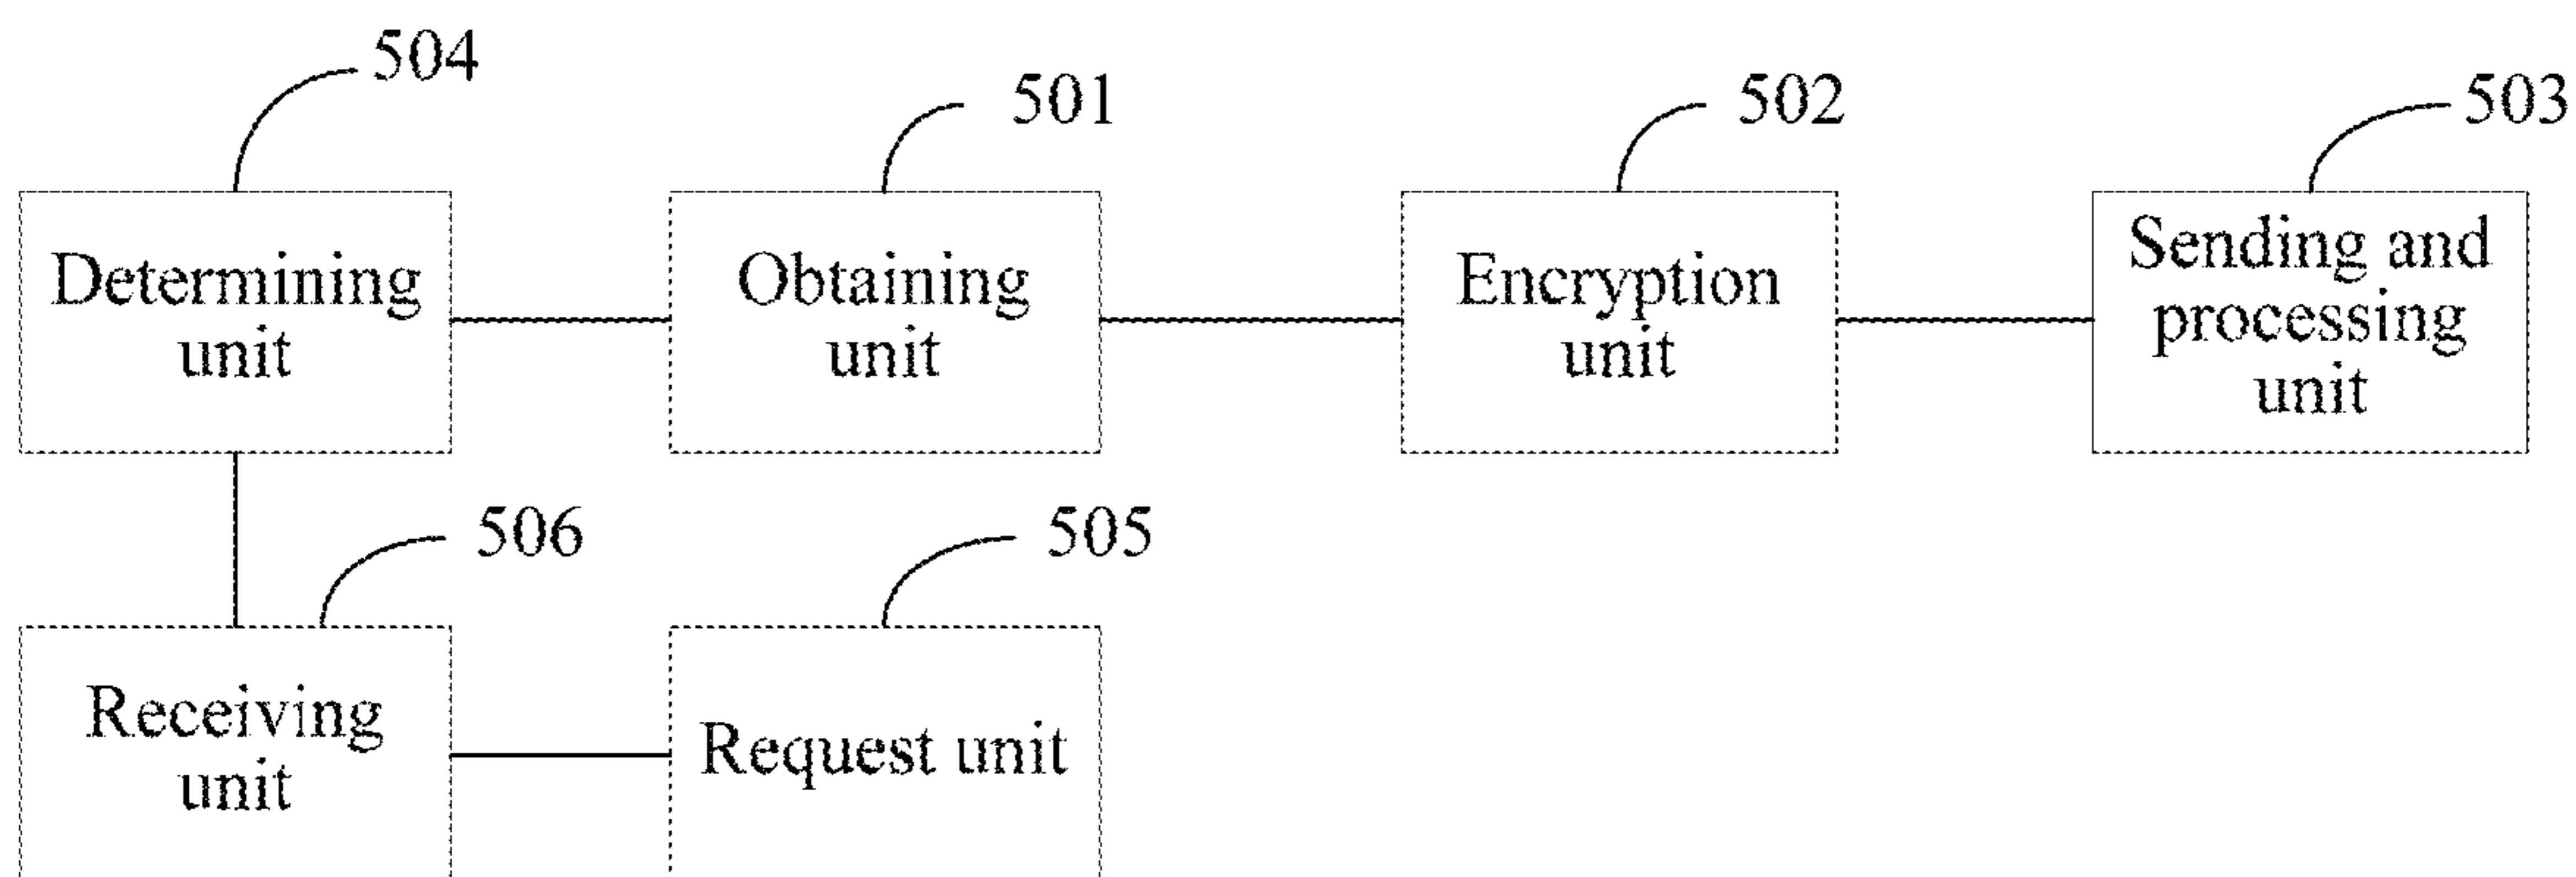 504
501
502
503
Determining
unit
Obtaining
unit
Encryption
unit
Sending and
processing
unit
506
505
Receiving
unit
Request unit